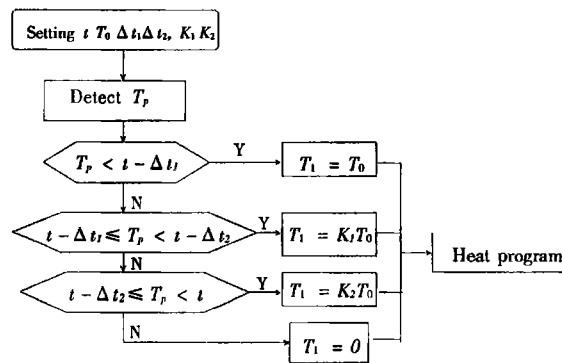 Setting t T₀ Δt₁Δt₂, K₁ K₂
Detect Tₚ
Tₚ < t − Δt₁
Y
T₁ = T₀
N
t − Δt₁ ≤ Tₚ < t − Δt₂
Y
T₁ = K₁T₀
Heat program
N
t − Δt₂ ≤ Tₚ < t
Y
T₁ = K₂T₀
N
T₁ = 0